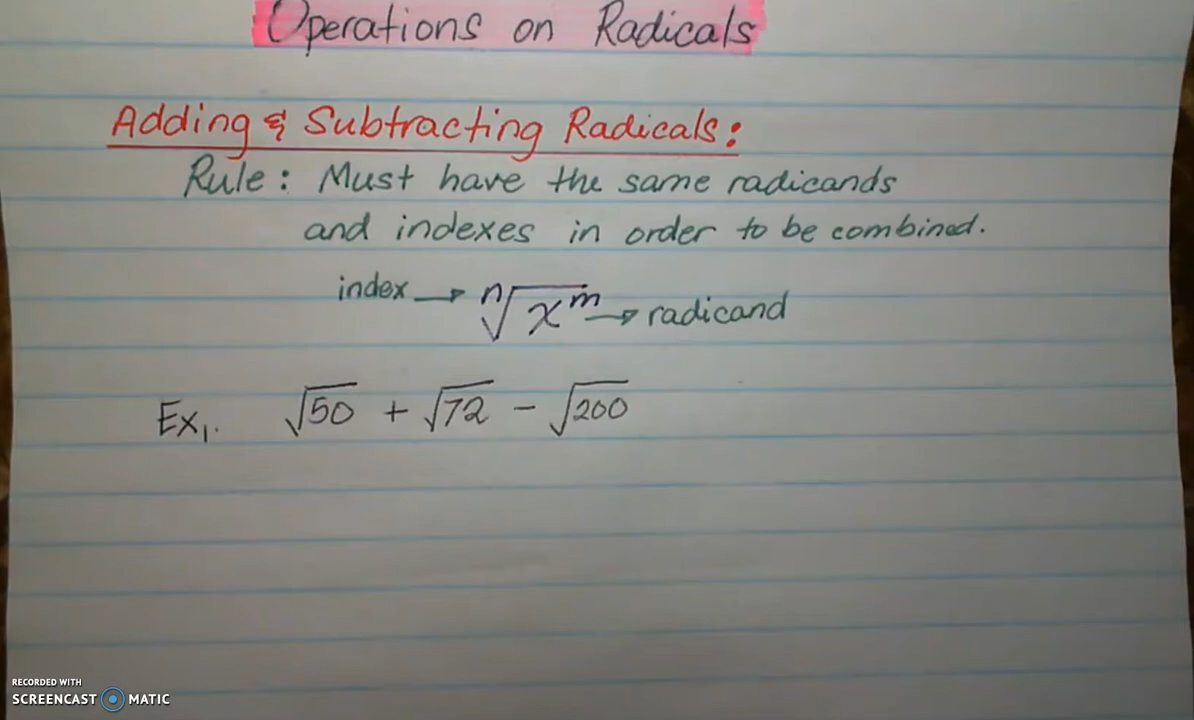 Operations on Radicals
Adding & Subtracting Radicals:
Rule: Must have the same radicands
and indexes in order to be combined.
index → ⁿ√xᵐ → radicand
Ex₁. √50 + √72 - √200
RECORDED WITH
SCREENCAST MATIC